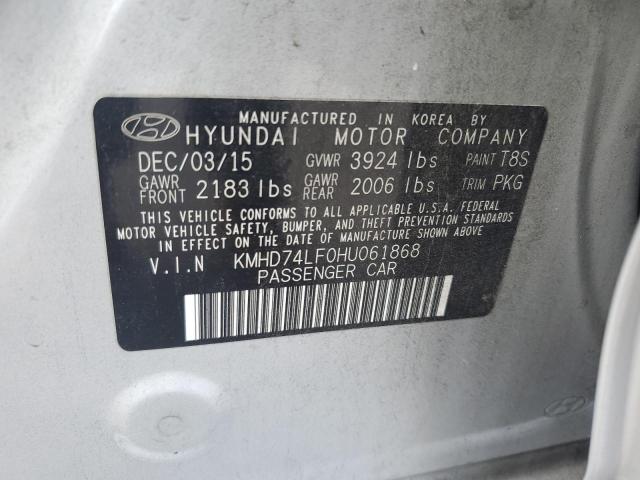 MANUFACTURED IN KOREA BY
HYUNDAI MOTOR COMPANY
DEC/03/15 GVWR 3924 lbs PAINT T8S
GAWR FRONT 2183 lbs GAWR REAR 2006 lbs TRIM PKG
THIS VEHICLE CONFORMS TO ALL APPLICABLE U.S.A. FEDERAL
MOTOR VEHICLE SAFETY, BUMPER, AND THEFT PREVENTION STANDARDS
IN EFFECT ON THE DATE OF MANUFACTURE SHOWN ABOVE.
V.I.N KMHD74LF0HU061868
PASSENGER CAR